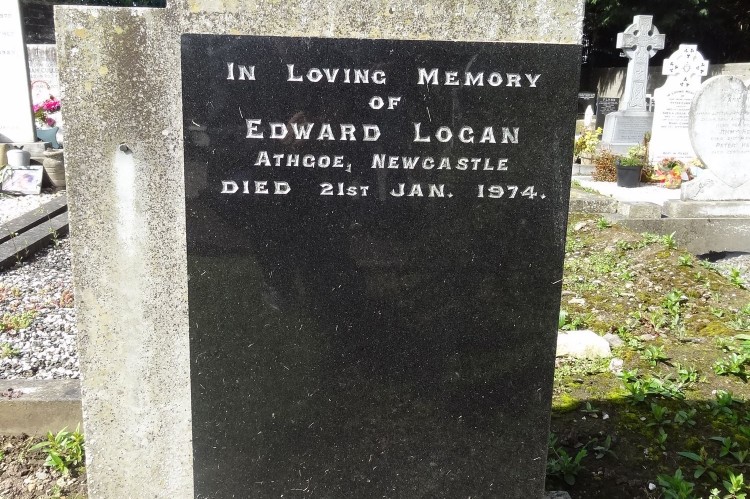 In Loving Memory
of
Edward Logan
Athgoe, Newcastle
died 21st Jan. 1974.